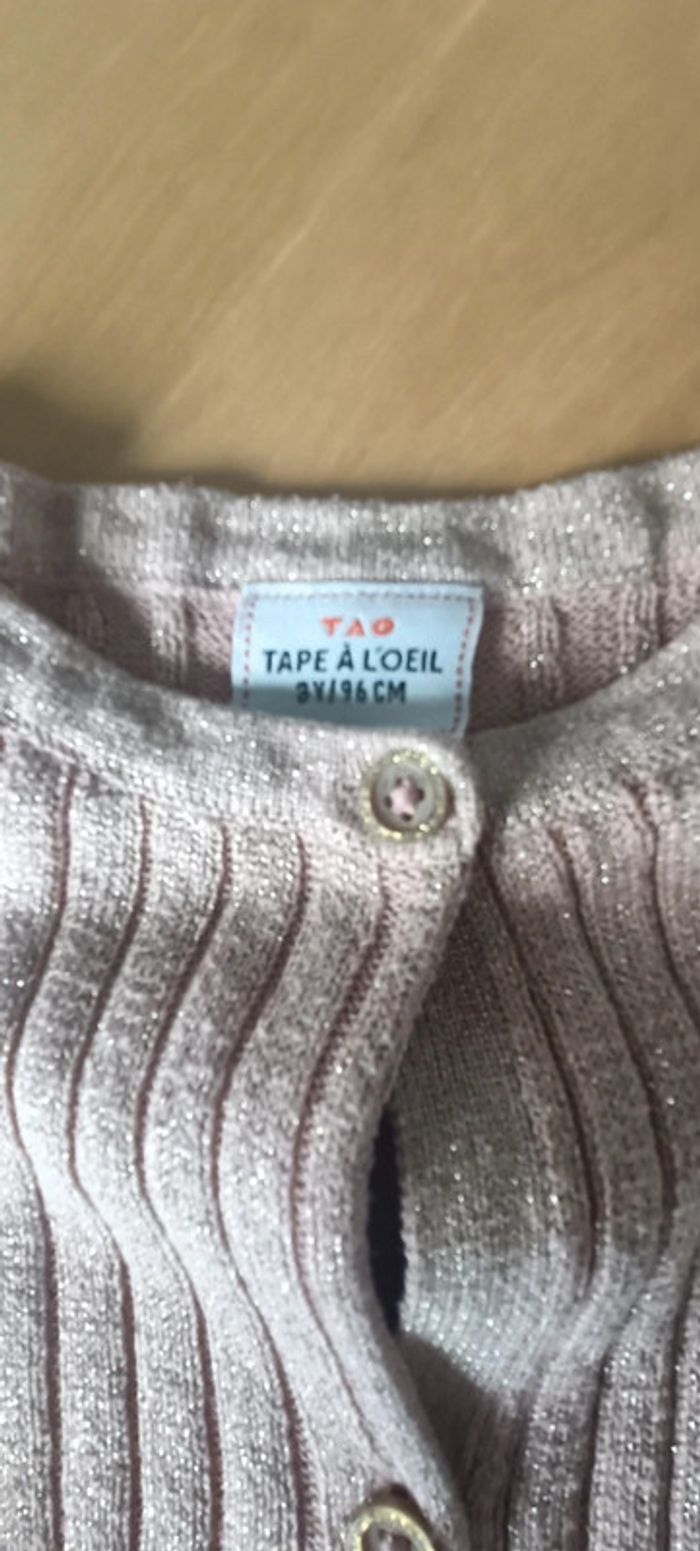 TAO
TAPE À L'OEIL
3Y/96CM